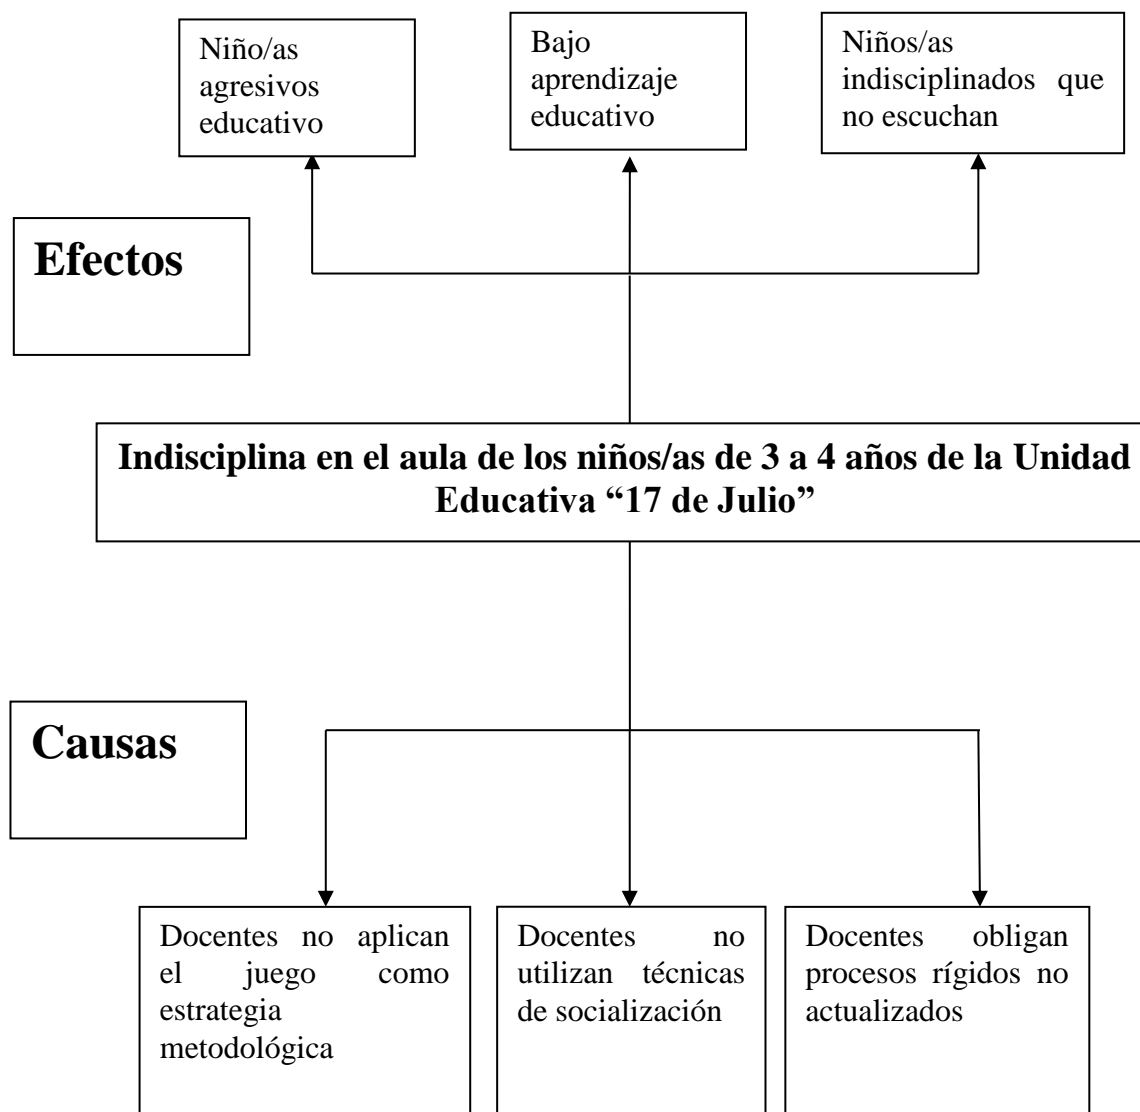 Niño/as
agresivos
educativo
Bajo
aprendizaje
educativo
Niños/as
indisciplinados que
no escuchan
Efectos
Indisciplina en el aula de los niños/as de 3 a 4 años de la Unidad
Educativa “17 de Julio”
Causas
Docentes no aplican
el juego como
estrategia
metodológica
Docentes no
utilizan técnicas
de socialización
Docentes obligan
procesos rígidos no
actualizados